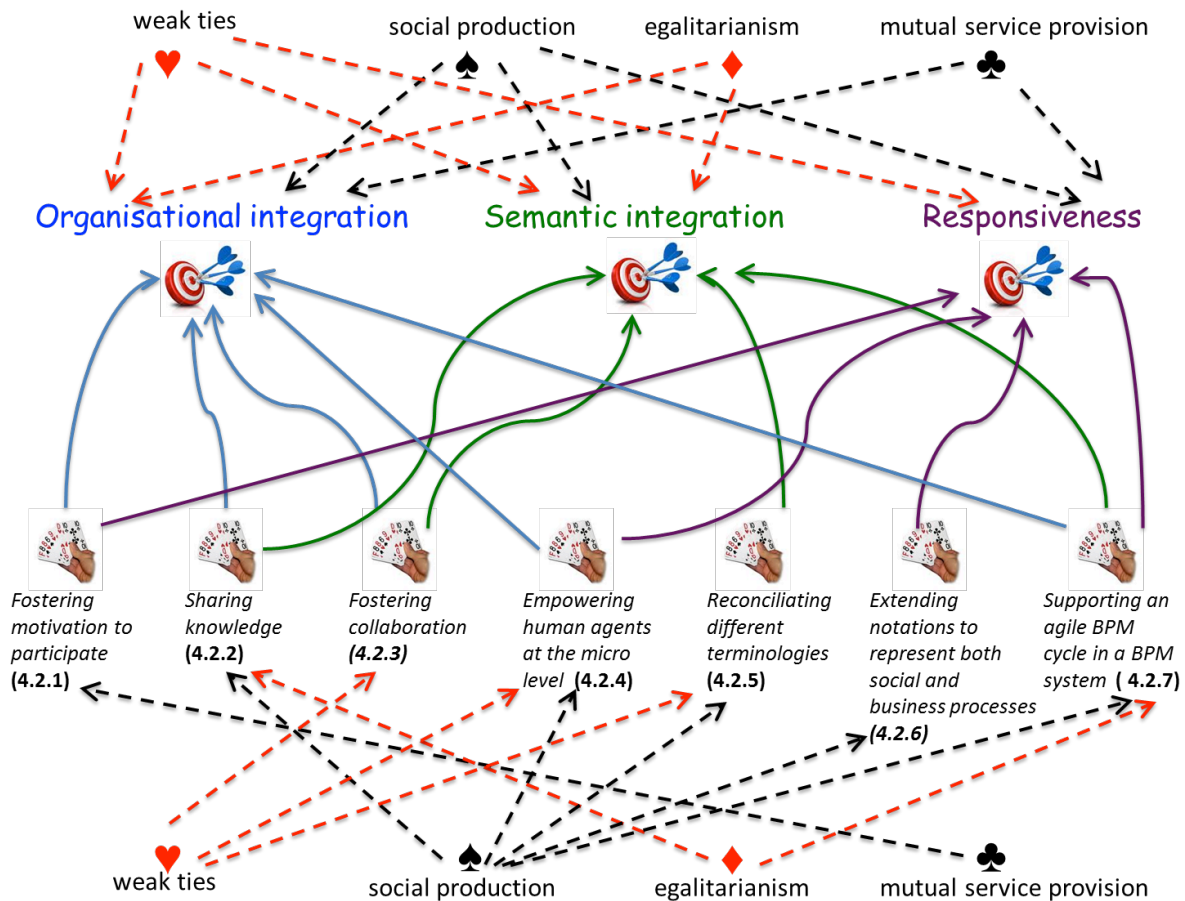 weak ties
social production
egalitarianism
mutual service provision
Organisational integration
Semantic integration
Responsiveness
Fostering
motivation to
participate
(4.2.1)
Sharing
knowledge
(4.2.2)
Fostering
collaboration
(4.2.3)
Empowering
human agents
at the micro
level (4.2.4)
Reconciliating
different
terminologies
(4.2.5)
Extending
notations to
represent both
social and
business processes
(4.2.6)
Supporting an
agile BPM
cycle in a BPM
system ( 4.2.7)
weak ties
social production
egalitarianism
mutual service provision